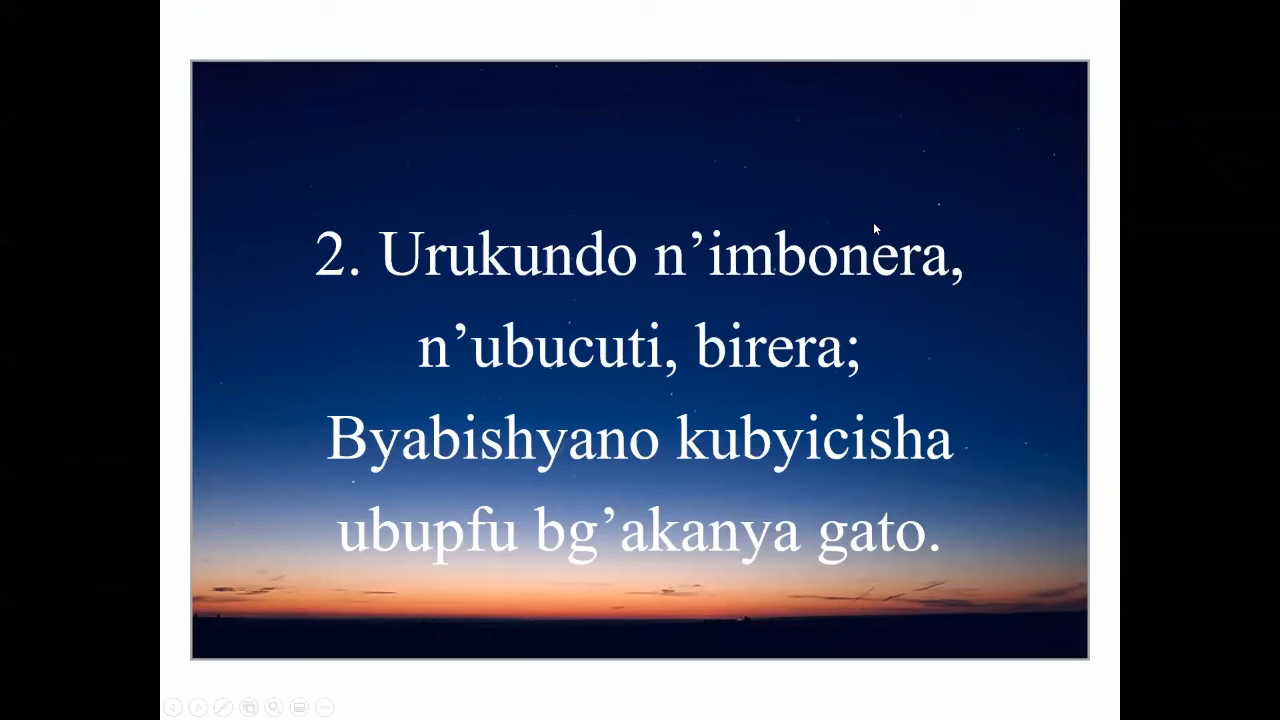 2. Urukundo n’imbonera,
n’ubucuti, birera;
Byabishyano kubyicisha
ubupfu bg’akanya gato.